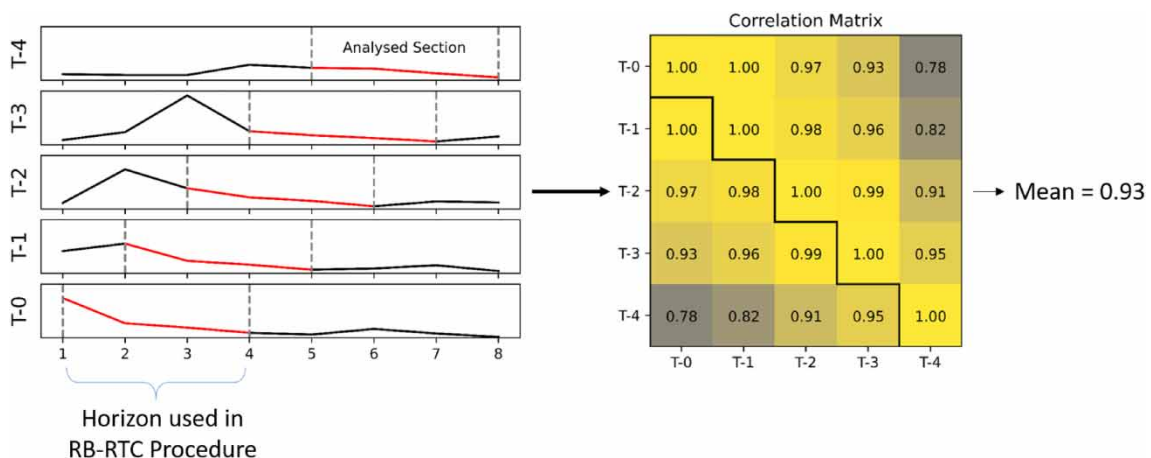 T-4
Analysed Section
T-3
T-2
T-1
T-0
1 2 3 4 5 6 7 8
Horizon used in
RB-RTC Procedure
Correlation Matrix
T-0 1.00 1.00 0.97 0.93 0.78
T-1 1.00 1.00 0.98 0.96 0.82
T-2 0.97 0.98 1.00 0.99 0.91
T-3 0.93 0.96 0.99 1.00 0.95
T-4 0.78 0.82 0.91 0.95 1.00
T-0 T-1 T-2 T-3 T-4
Mean = 0.93